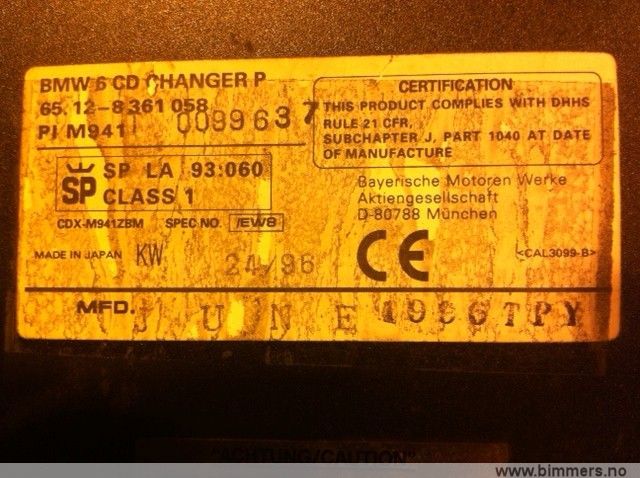 BMW 6 CD CHANGER P
65.12-8 361 058
PI M941 0099637
CERTIFICATION
THIS PRODUCT COMPLIES WITH DHHS
RULE 21 CFR,
SUBCHAPTER J, PART 1040 AT DATE
OF MANUFACTURE
SP SP LA 93:060
CLASS 1
CDX-M941ZBM SPEC NO. /EW8
Bayerische Motoren Werke
Aktiengesellschaft
D-80788 München
MADE IN JAPAN KW 24/96
CE
<CAL3099-B>
MFD. JUNE 1996TPY
"ACHTUNG/CAUTION"
www.bimmers.no